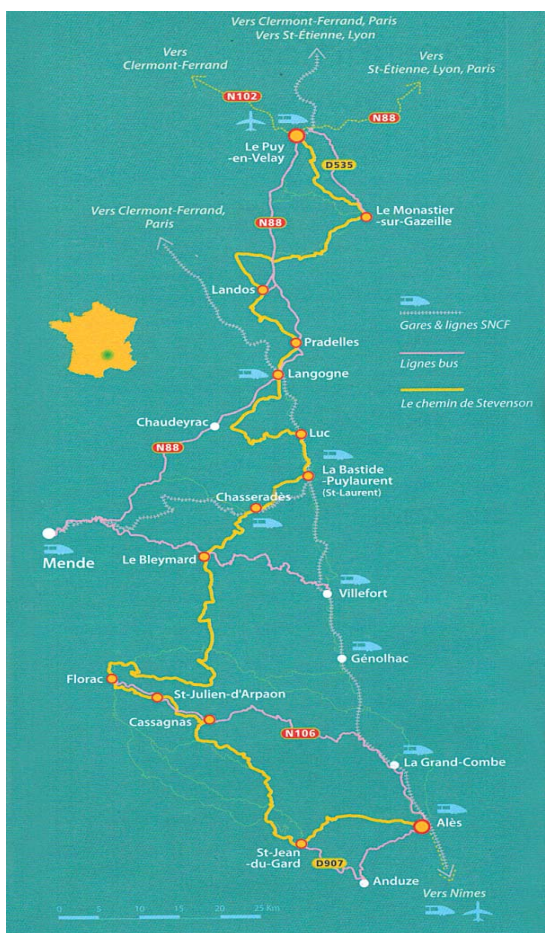 Vers Clermont-Ferrand, Paris
Vers St-Étienne, Lyon
Vers
Clermont-Ferrand
Vers
St-Étienne, Lyon, Paris
N102
N88
Le Puy
-en-Velay
D535
Vers Clermont-Ferrand,
Paris
N88
Le Monastier
-sur-Gazeille
Landos
Gares & lignes SNCF
Pradelles
Lignes bus
Langogne
Le chemin de Stevenson
Chaudeyrac
Luc
N88
La Bastide
-Puylaurent
(St-Laurent)
Chasseradès
Mende
Le Bleymard
Villefort
Génolhac
Florac
St-Julien-d'Arpaon
Cassagnas
N106
La Grand-Combe
Alès
St-Jean
-du-Gard
D907
Anduze
Vers Nîmes
0 5 10 15 20 25 Km